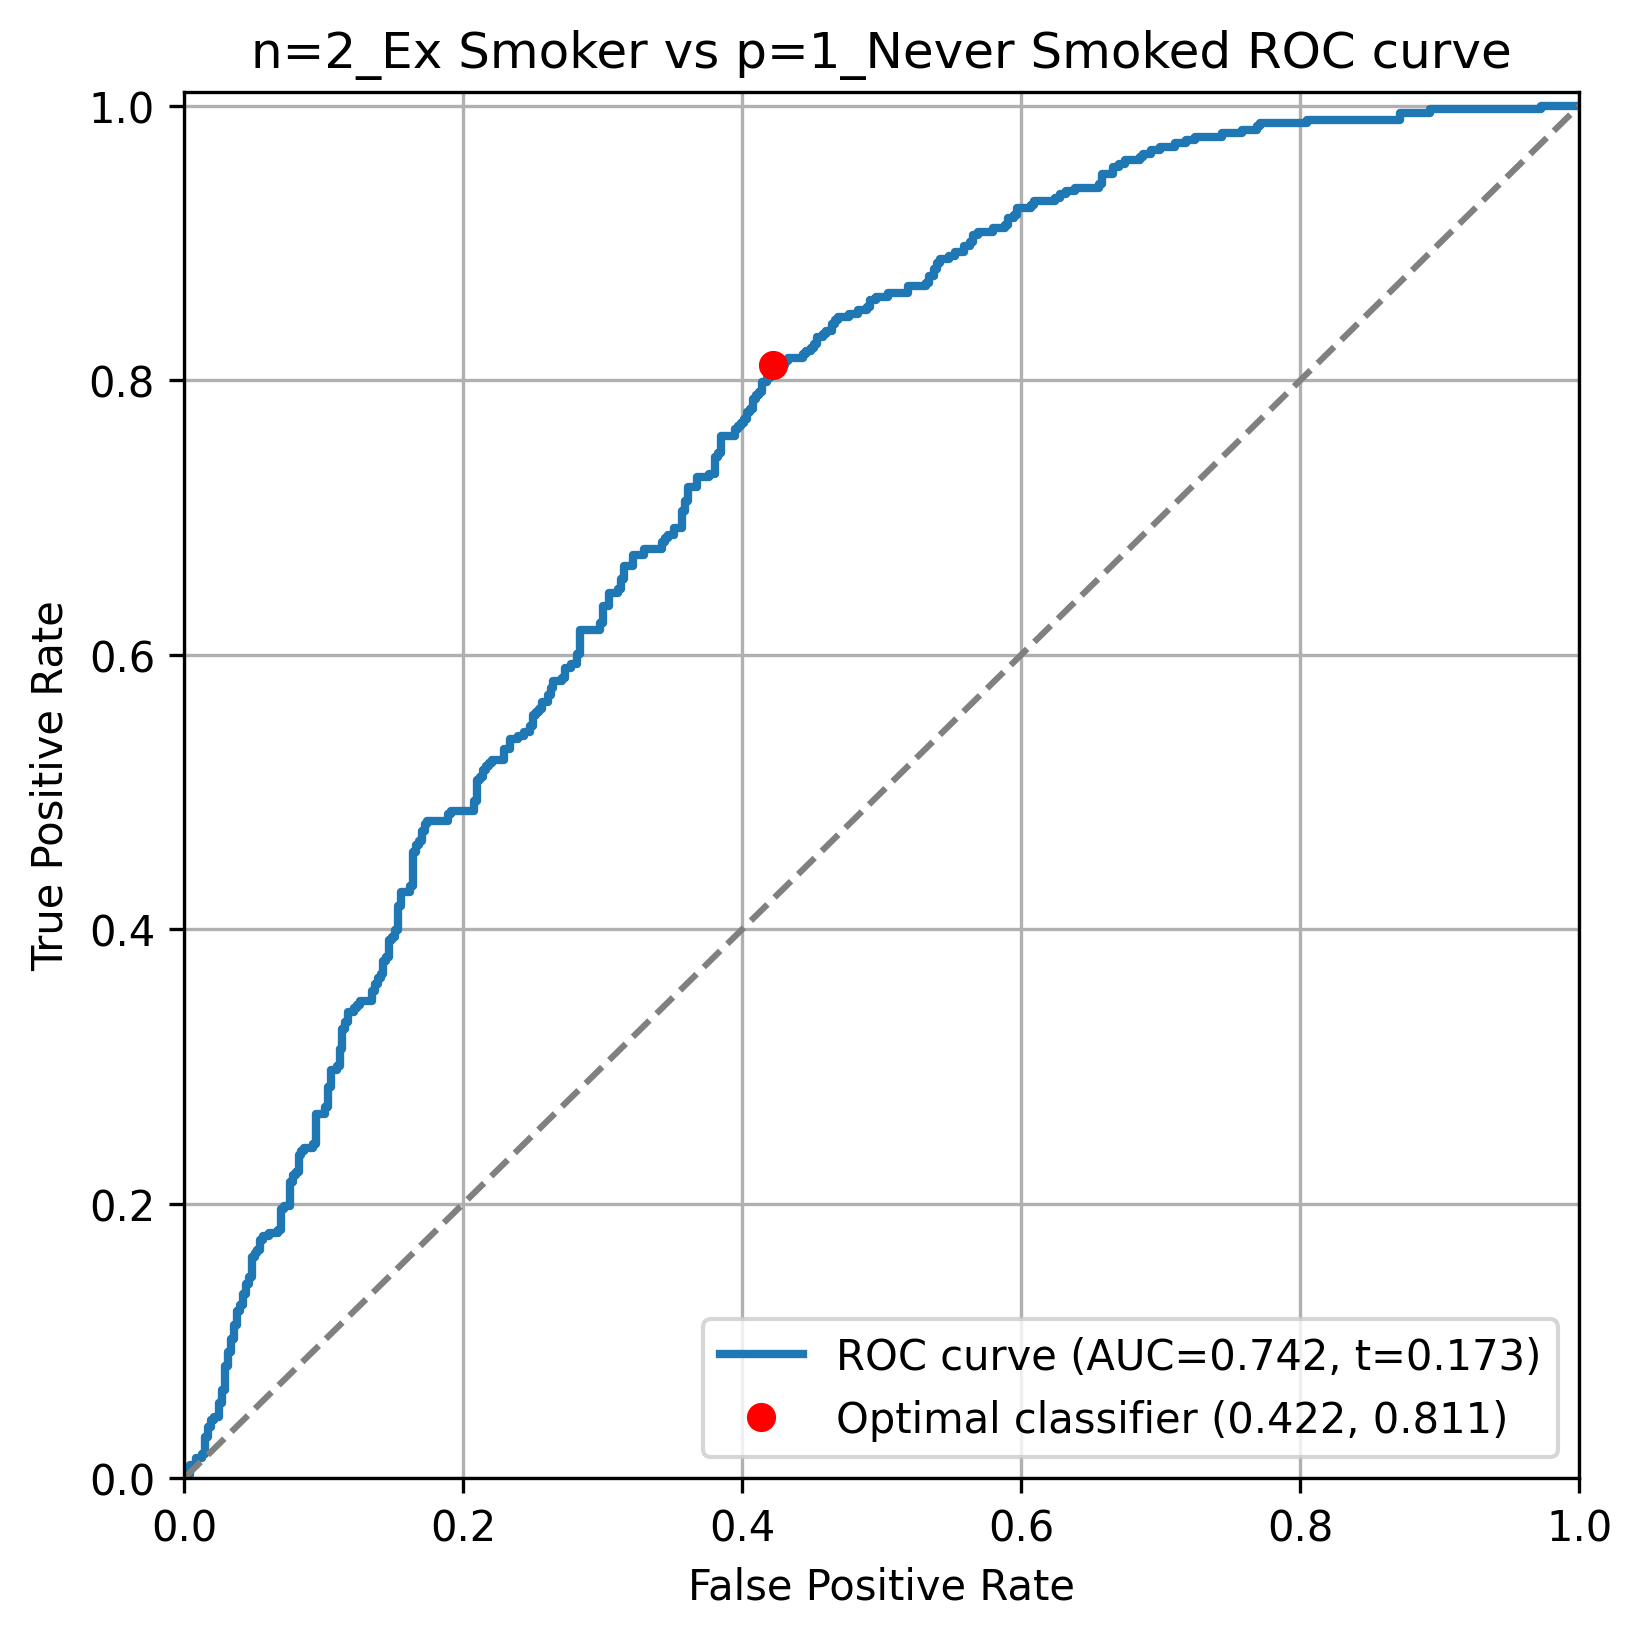 n=2_Ex Smoker vs p=1_Never Smoked ROC curve
1.0
0.8
0.6
0.4
0.2
0.0
True Positive Rate
ROC curve (AUC=0.742, t=0.173)
Optimal classifier (0.422, 0.811)
0.0 0.2 0.4 0.6 0.8 1.0
False Positive Rate